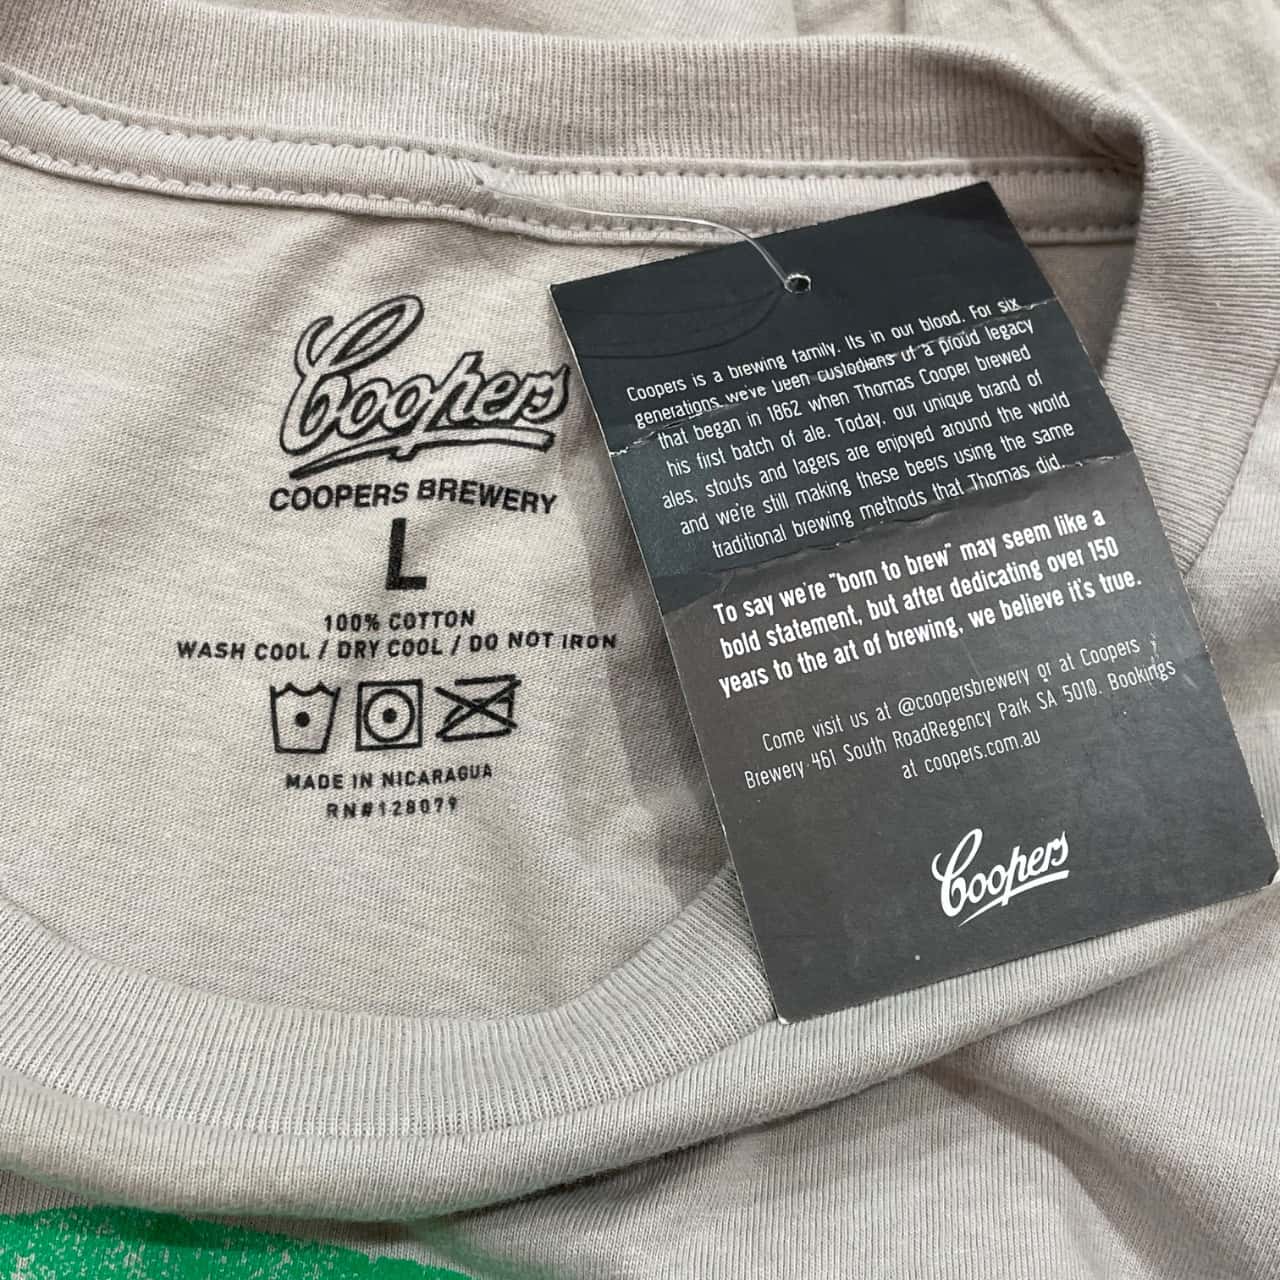 Coopers
COOPERS BREWERY
L
100% COTTON
WASH COOL / DRY COOL / DO NOT IRON
MADE IN NICARAGUA
RN#128079
Coopers is a brewing family. Its in our blood. For six
generations, we've been custodians of a proud legacy
that began in 1862 when Thomas Cooper brewed
his first batch of ale. Today, our unique brand of
ales, stouts and lagers are enjoyed around the world
and we're still making these beers using the same
traditional brewing methods that Thomas did.
To say we're "born to brew" may seem like a
bold statement, but after dedicating over 150
years to the art of brewing, we believe it's true.
Come visit us at @coopersbrewery or at Coopers
Brewery 461 South RoadRegency Park SA 5010. Bookings
at coopers.com.au
Coopers